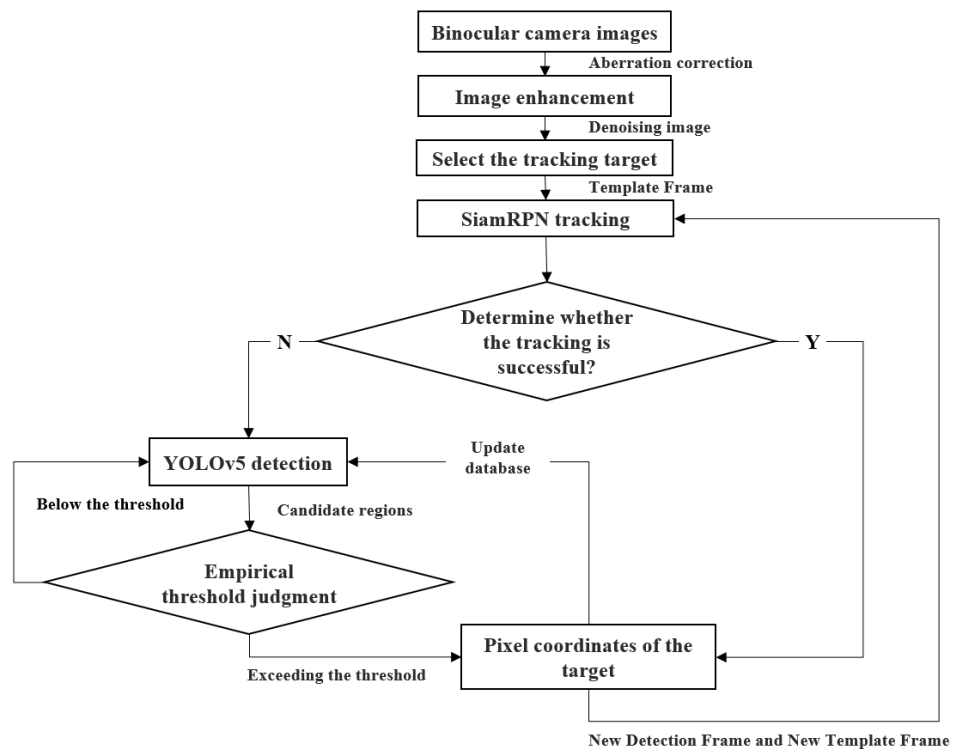 Binocular camera images
Aberration correction
Image enhancement
Denoising image
Select the tracking target
Template Frame
SiamRPN tracking
Determine whether
the tracking is
successful?
N
Y
YOLOv5 detection
Update
database
Below the threshold
Candidate regions
Empirical
threshold judgment
Pixel coordinates of the
target
Exceeding the threshold
New Detection Frame and New Template Frame